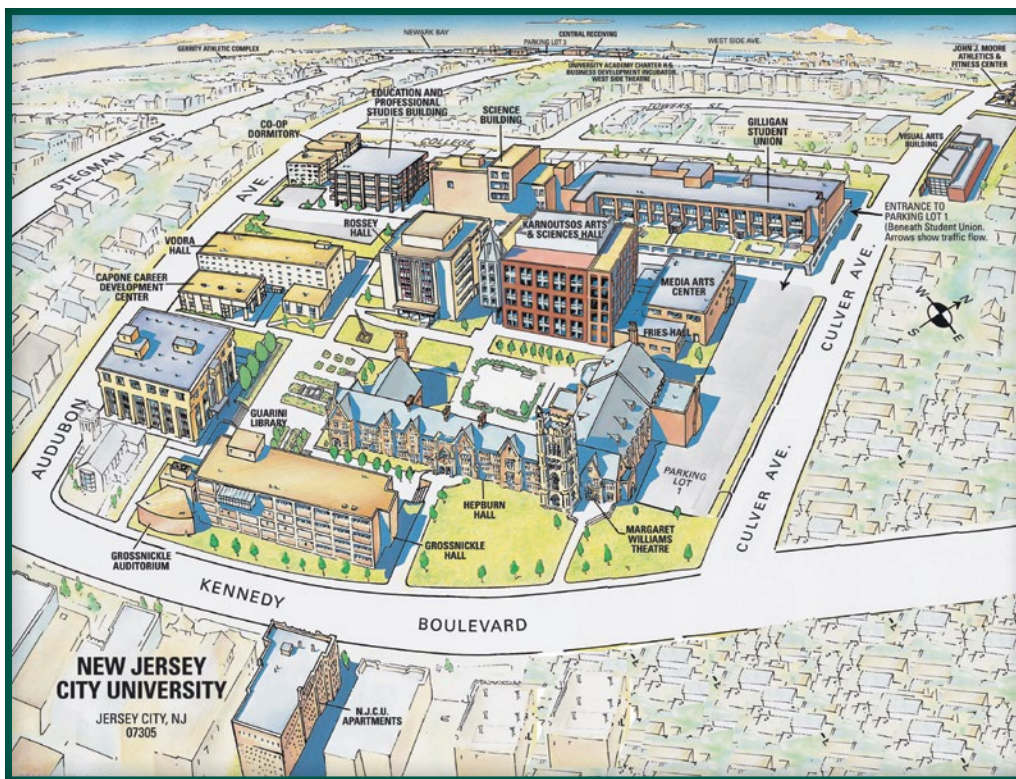 NEWARK BAY
CENTRAL RECEIVING
PARKING LOT 3
WEST SIDE AVE.
GERRITY ATHLETIC COMPLEX
UNIVERSITY ACADEMY CHARTER H.S.
BUSINESS DEVELOPMENT INCUBATOR
WEST SIDE THEATRE
JOHN J. MOORE
ATHLETICS &
FITNESS CENTER
EDUCATION AND
PROFESSIONAL
STUDIES BUILDING
SCIENCE
BUILDING
TOWERS ST.
GILLIGAN
STUDENT
UNION
CO-OP
DORMITORY
COLLEGE
ST.
VISUAL ARTS
BUILDING
STEGMAN ST.
AVE.
ENTRANCE TO
PARKING LOT 1
(Beneath Student Union.
Arrows show traffic flow.
ROSSEY
HALL
KARNOUTSOS ARTS
& SCIENCES HALL
VODRA
HALL
CAPONE CAREER
DEVELOPMENT
CENTER
MEDIA ARTS
CENTER
CULVER AVE.
W
N
S
E
FRIES HALL
GUARINI
LIBRARY
AUDUBON
PARKING
LOT
1
CULVER AVE.
HEPBURN
HALL
MARGARET
WILLIAMS
THEATRE
GROSSNICKLE
HALL
GROSSNICKLE
AUDITORIUM
KENNEDY
BOULEVARD
NEW JERSEY
CITY UNIVERSITY
JERSEY CITY, NJ
07305
N.J.C.U.
APARTMENTS